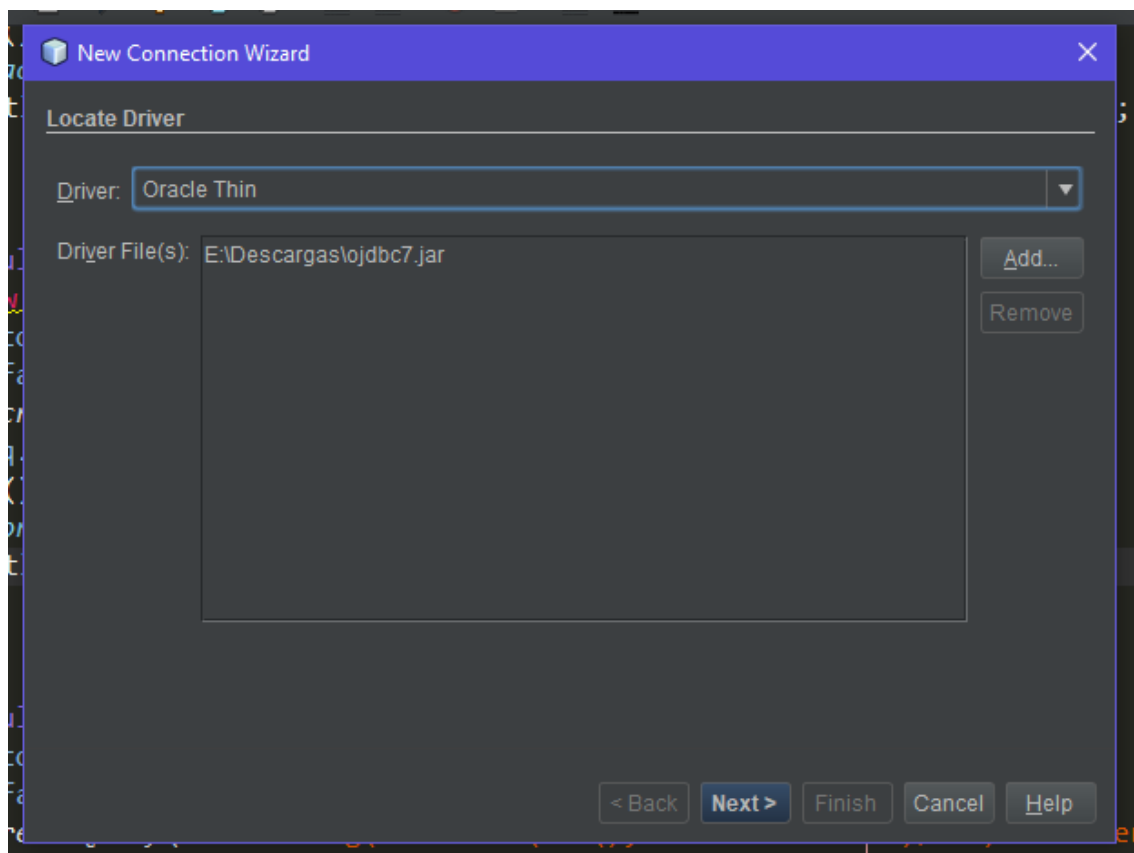 New Connection Wizard
Locate Driver
Driver: Oracle Thin
Driver File(s): E:\Descargas\ojdbc7.jar
Add...
Remove
< Back Next > Finish Cancel Help